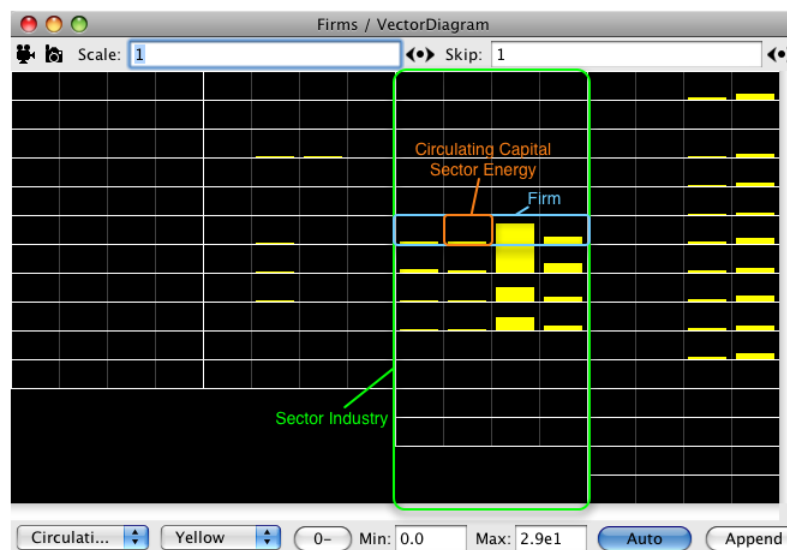 Firms / VectorDiagram
Scale: 1 Skip: 1
Circulating Capital
Sector Energy
Firm
Sector Industry
Circulati... Yellow 0- Min: 0.0 Max: 2.9e1 Auto Append